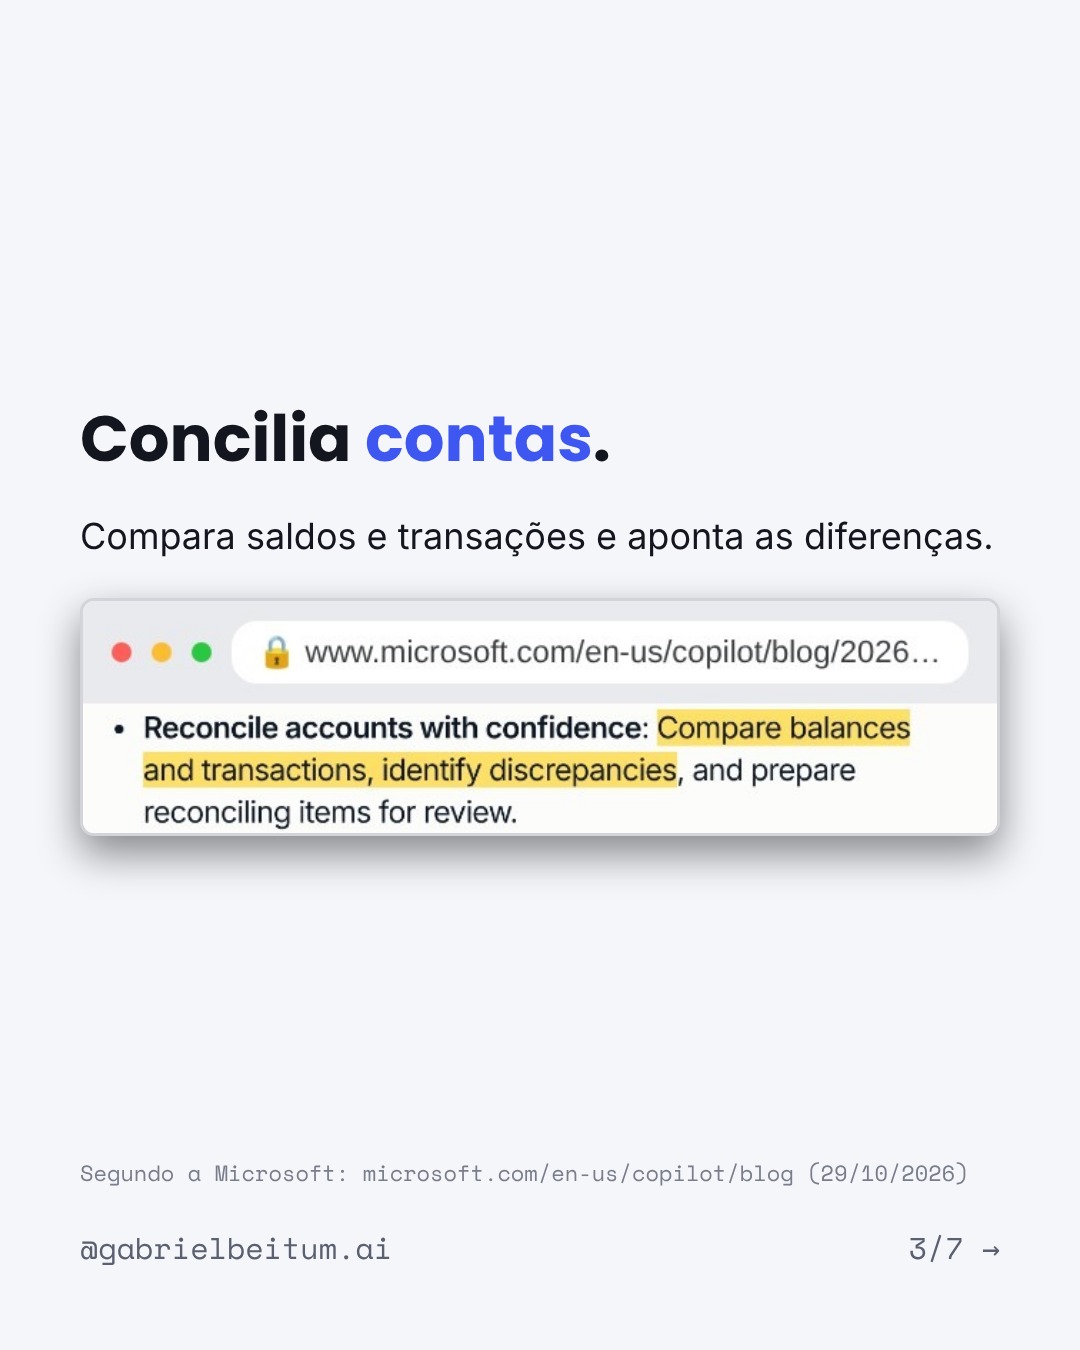 Concilia contas.
Compara saldos e transações e aponta as diferenças.
www.microsoft.com/en-us/copilot/blog/2026...
• Reconcile accounts with confidence: Compare balances
and transactions, identify discrepancies, and prepare
reconciling items for review.
Segundo a Microsoft: microsoft.com/en-us/copilot/blog (29/10/2026)
@gabrielbeitum.ai
3/7 →